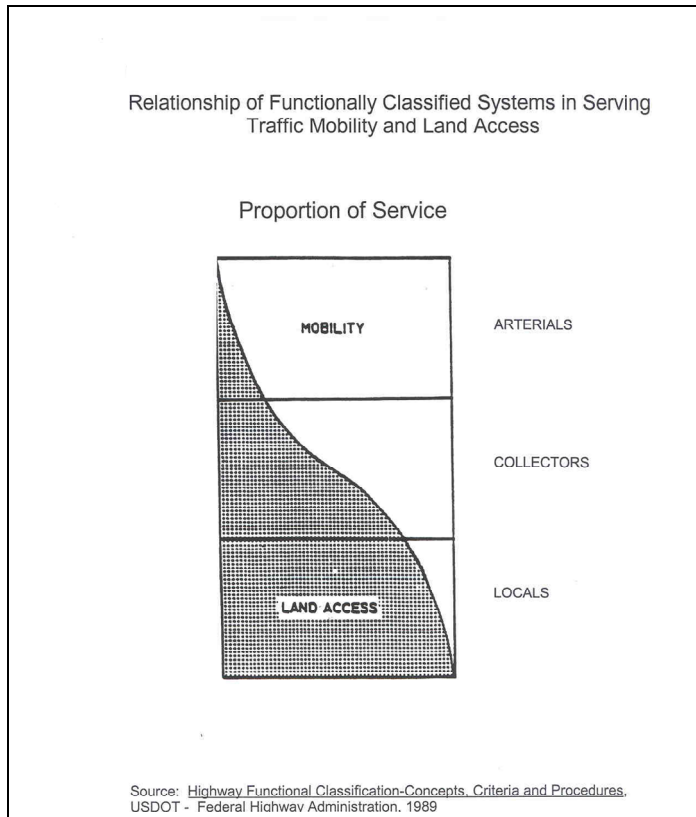 Relationship of Functionally Classified Systems in Serving
Traffic Mobility and Land Access
Proportion of Service
MOBILITY
ARTERIALS
COLLECTORS
LAND ACCESS
LOCALS
Source: Highway Functional Classification-Concepts, Criteria and Procedures,
USDOT - Federal Highway Administration, 1989